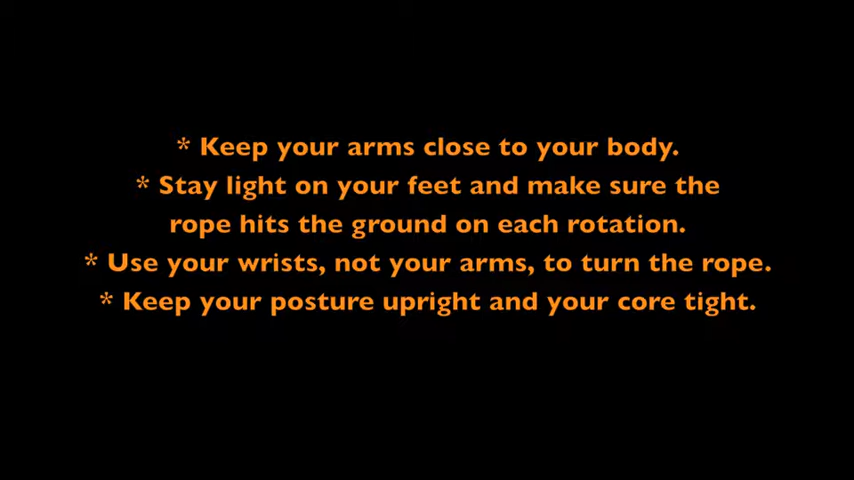 * Keep your arms close to your body.
* Stay light on your feet and make sure the
rope hits the ground on each rotation.
* Use your wrists, not your arms, to turn the rope.
* Keep your posture upright and your core tight.